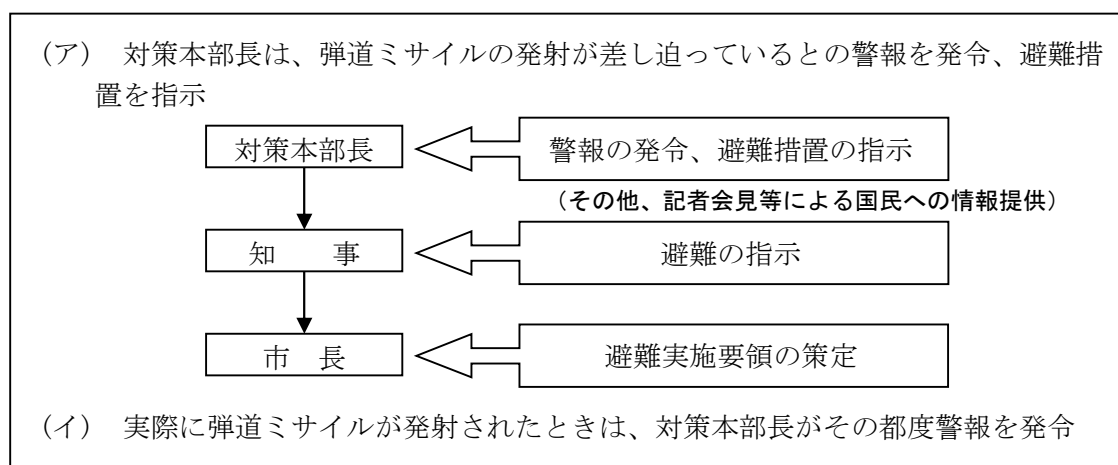 (ア) 対策本部長は、弾道ミサイルの発射が差し迫っているとの警報を発令、避難措
置を指示
対策本部長
警報の発令、避難措置の指示
(その他、記者会見等による国民への情報提供)
知　事
避難の指示
市　長
避難実施要領の策定
(イ) 実際に弾道ミサイルが発射されたときは、対策本部長がその都度警報を発令